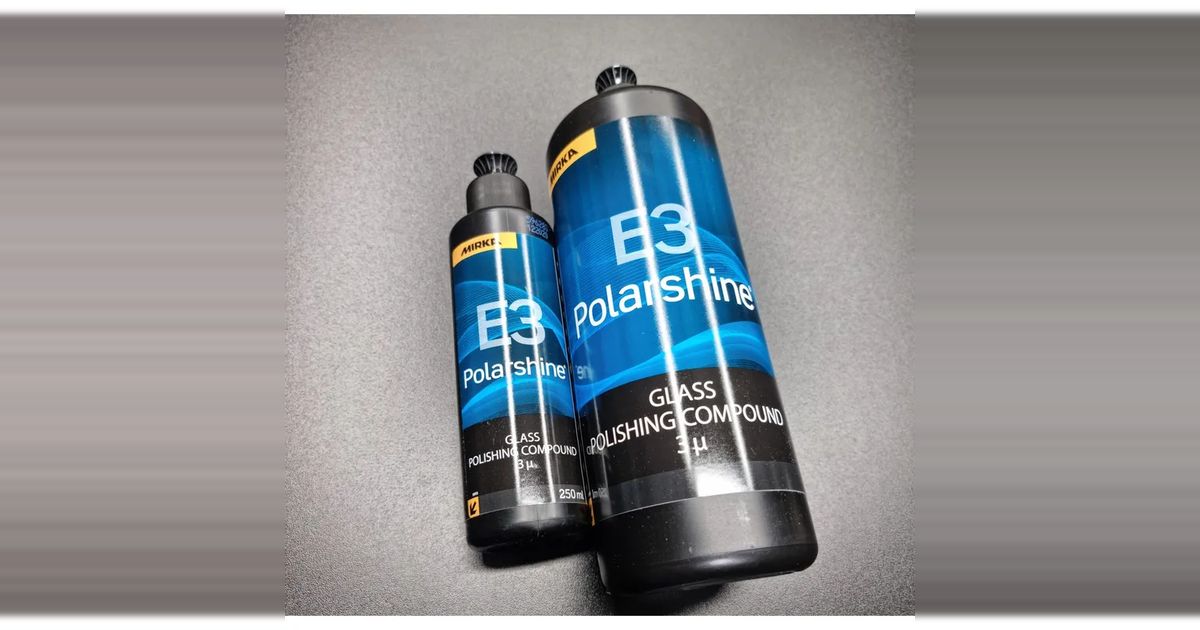 MIRKA
E3
Polarshine®
GLASS
POLISHING COMPOUND
3 µ
250 mL
MIRKA
E3
Polarshine®
GLASS
POLISHING COMPOUND
3 µ